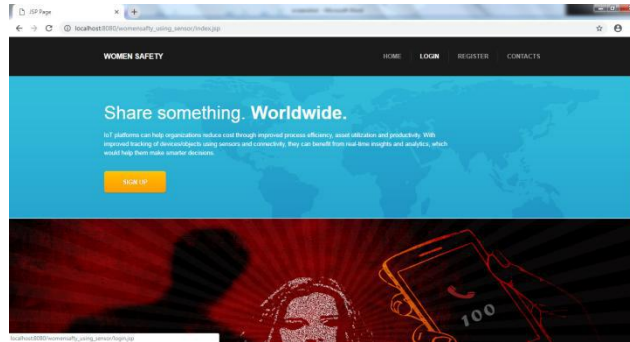 JSP Page
localhost:8080/womensafty_using_sensor/index.jsp
WOMEN SAFETY
HOME LOGIN REGISTER CONTACTS
Share something. Worldwide.
IoT platforms can help organizations reduce cost through improved process efficiency, asset utilization and productivity. With
improved tracking of devices/objects using sensors and connectivity, they can benefit from real-time insights and analytics, which
would help them make smarter decisions.
SIGN UP
100
localhost:8080/womensafty_using_sensor/login.jsp